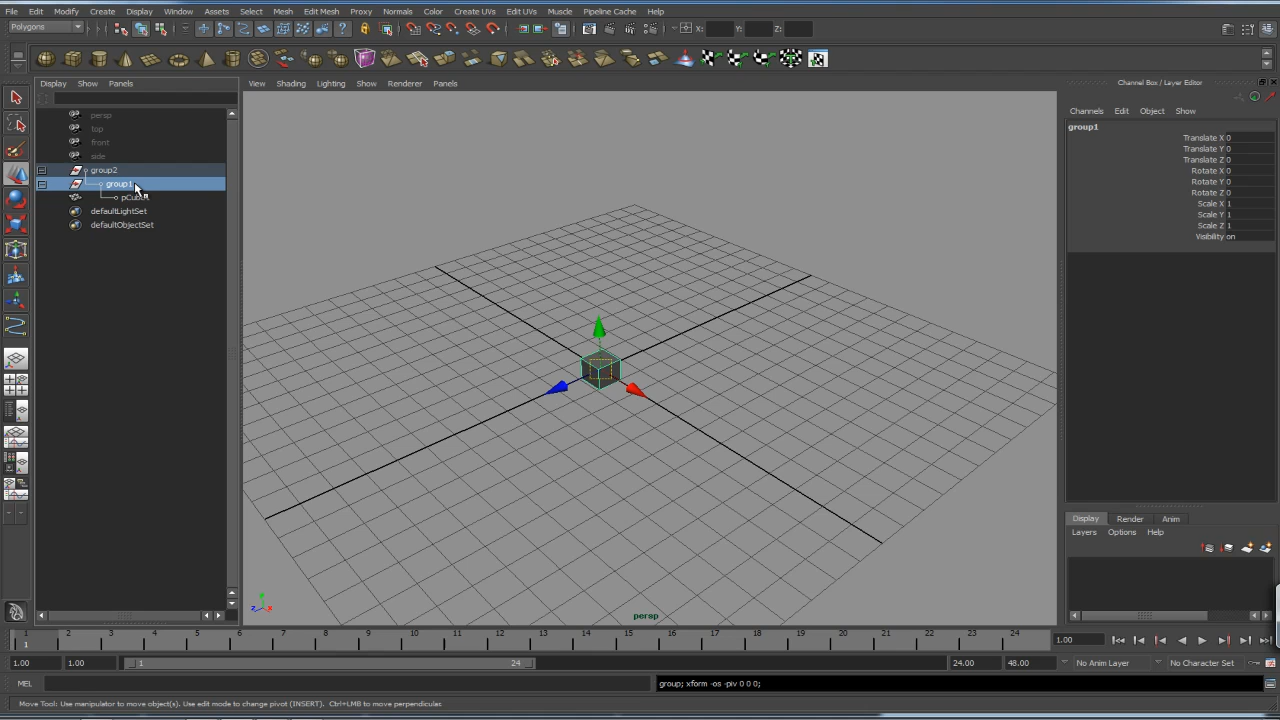 File Edit Modify Create Display Window Assets Select Mesh Edit Mesh Proxy Normals Color Create UVs Edit UVs Muscle Pipeline Cache Help
Polygons X: Y: Z:
Display Show Panels View Shading Lighting Show Renderer Panels Channel Box / Layer Editor
Channels Edit Object Show
persp
top
front
side
group2
group1
defaultLightSet
defaultObjectSet
group1
Translate X 0
Translate Y 0
Translate Z 0
Rotate X 0
Rotate Y 0
Rotate Z 0
Scale X 1
Scale Y 1
Scale Z 1
Visibility on
Display Render Anim
Layers Options Help
persp
1 2 3 4 5 6 7 8 9 10 11 12 13 14 15 16 17 18 19 20 21 22 23 24 1.00
1
1.00 1.00 1 24 24.00 48.00 No Anim Layer No Character Set
MEL group; xform -os -piv 0 0 0;
Move Tool: Use manipulator to move object(s). Use edit mode to change pivot (INSERT). Ctrl+LMB to move perpendicular.